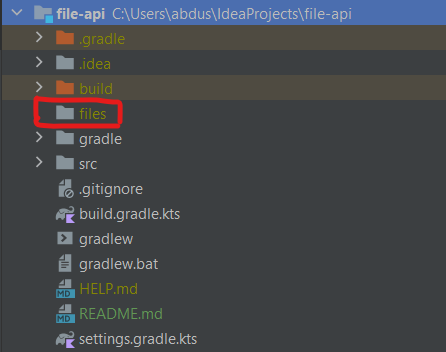 file-api C:\Users\abdus\IdeaProjects\file-api
.gradle
.idea
build
files
gradle
src
.gitignore
build.gradle.kts
gradlew
gradlew.bat
MD HELP.md
MD README.md
settings.gradle.kts